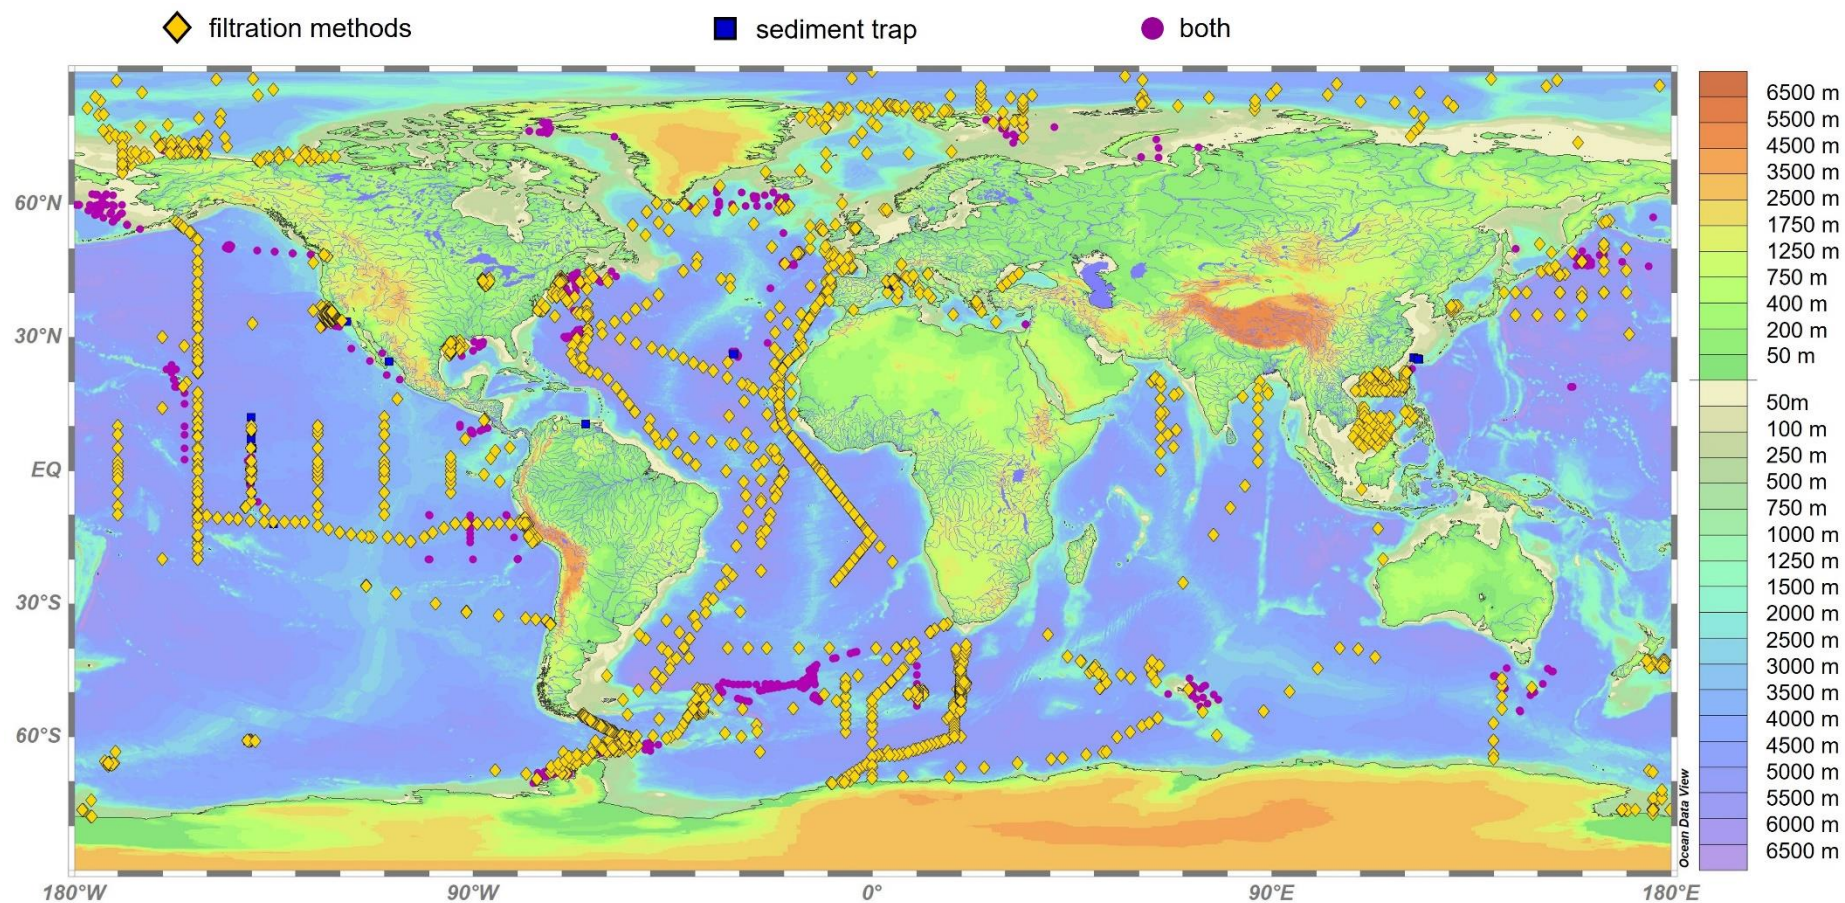 filtration methods sediment trap both
6500 m
5500 m
4500 m
3500 m
2500 m
1750 m
1250 m
750 m
400 m
200 m
50 m
50m
100 m
250 m
500 m
750 m
1000 m
1250 m
1500 m
2000 m
2500 m
3000 m
3500 m
4000 m
4500 m
5000 m
5500 m
6000 m
6500 m
60°N
30°N
EQ
30°S
60°S
Ocean Data View
180°W 90°W 0° 90°E 180°E